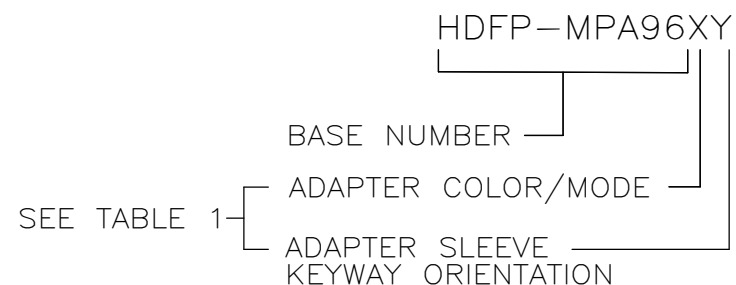 HDFP-MPA96XY
BASE NUMBER
ADAPTER COLOR/MODE
SEE TABLE 1
ADAPTER SLEEVE
KEYWAY ORIENTATION